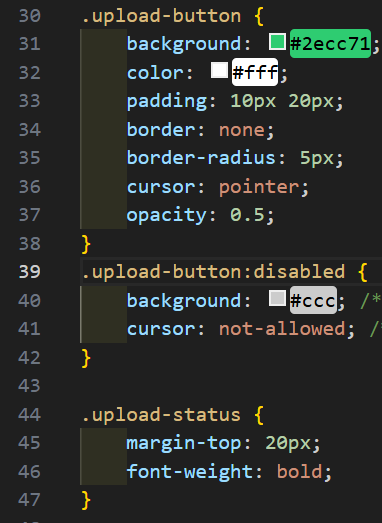 30 .upload-button {
31 background: #2ecc71;
32 color: #fff;
33 padding: 10px 20px;
34 border: none;
35 border-radius: 5px;
36 cursor: pointer;
37 opacity: 0.5;
38 }
39 .upload-button:disabled {
40 background: #ccc; /*
41 cursor: not-allowed; /*
42 }
43
44 .upload-status {
45 margin-top: 20px;
46 font-weight: bold;
47 }